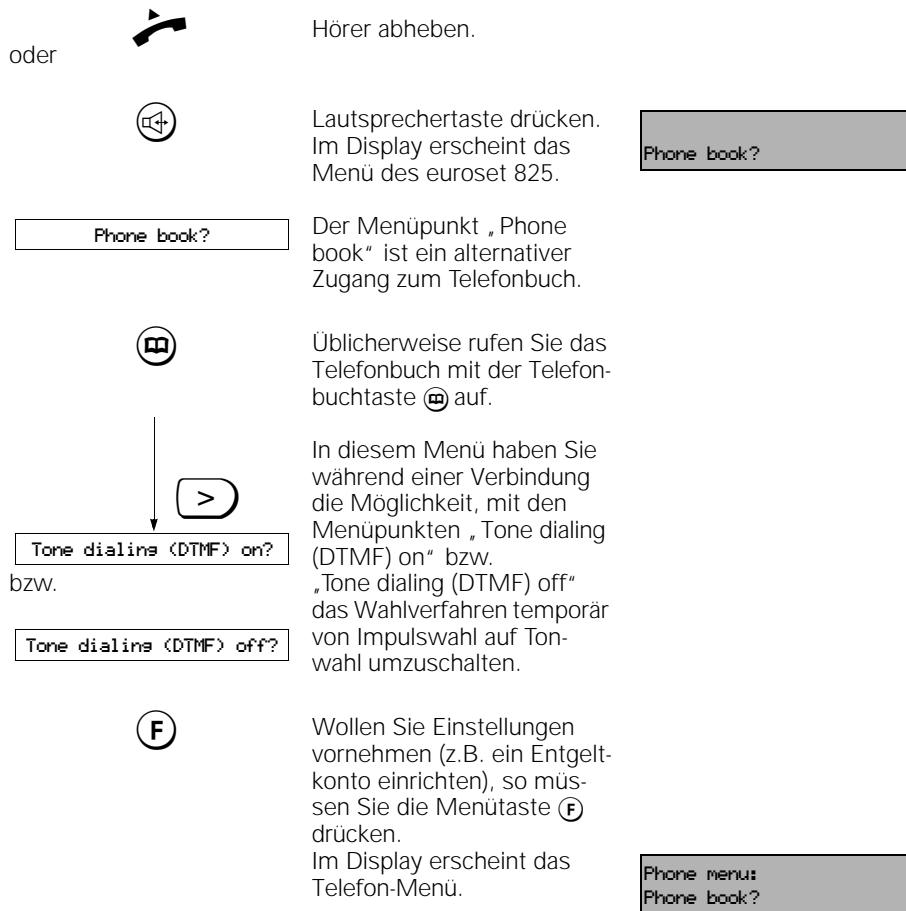 Hörer abheben.
oder
Lautsprechertaste drücken.
Im Display erscheint das
Menü des euroset 825.
Phone book?
Phone book?
Der Menüpunkt „Phone
book“ ist ein alternativer
Zugang zum Telefonbuch.
Üblicherweise rufen Sie das
Telefonbuch mit der Telefon-
buchtaste auf.
In diesem Menü haben Sie
während einer Verbindung
die Möglichkeit, mit den
Menüpunkten „Tone dialing
(DTMF) on“ bzw.
„Tone dialing (DTMF) off“
das Wahlverfahren temporär
von Impulswahl auf Ton-
wahl umzuschalten.
>
Tone dialing (DTMF) on?
bzw.
Tone dialing (DTMF) off?
F
Wollen Sie Einstellungen
vornehmen (z.B. ein Entgelt-
konto einrichten), so müs-
sen Sie die Menütaste F
drücken.
Im Display erscheint das
Telefon-Menü.
Phone menu:
Phone book?